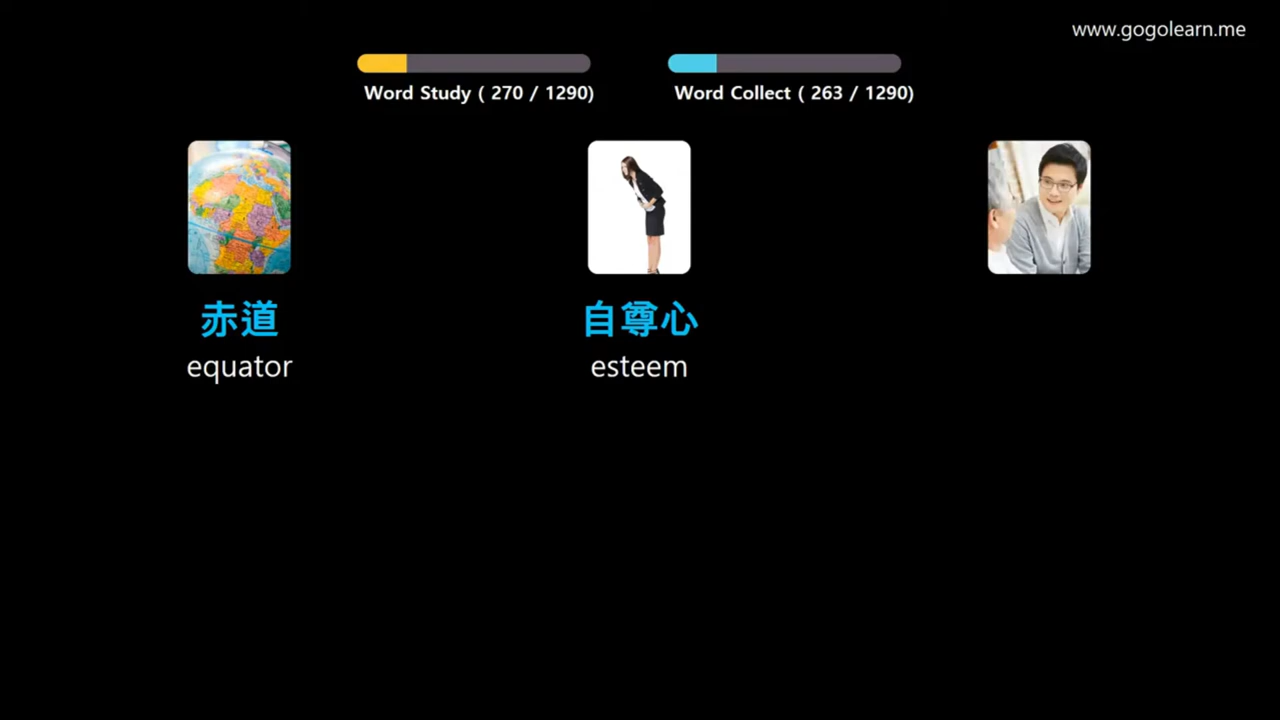 www.gogolearn.me
Word Study ( 270 / 1290)
Word Collect ( 263 / 1290)
赤道
equator
自尊心
esteem